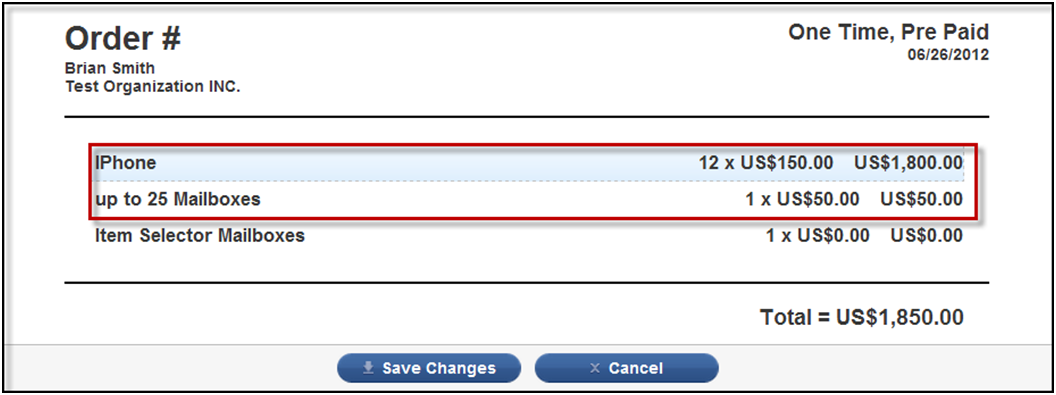 Order #
One Time, Pre Paid
Brian Smith
06/26/2012
Test Organization INC.
IPhone 12 x US$150.00 US$1,800.00
up to 25 Mailboxes 1 x US$50.00 US$50.00
Item Selector Mailboxes 1 x US$0.00 US$0.00
Total = US$1,850.00
Save Changes x Cancel